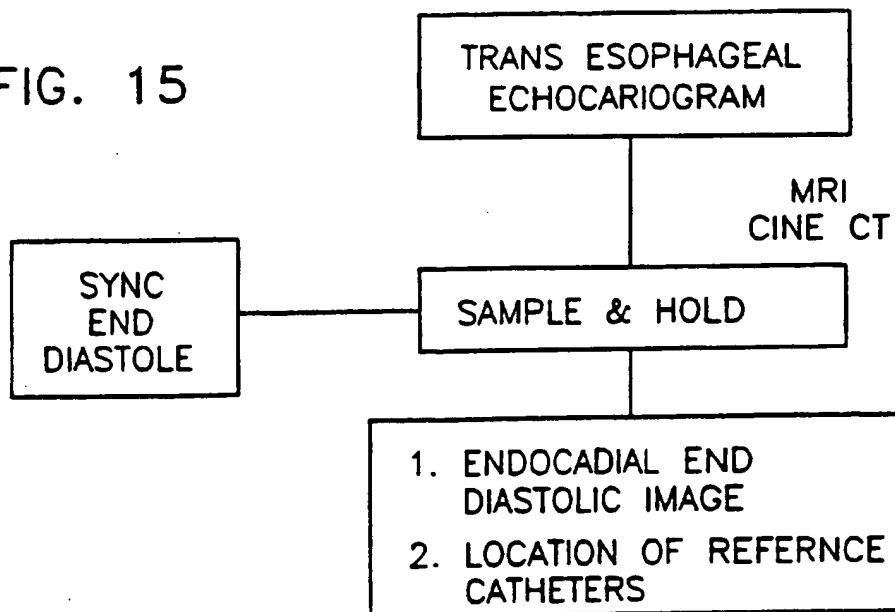 FIG. 15
TRANS ESOPHAGEAL
ECHOCARIOGRAM
MRI
CINE CT
SYNC
END
DIASTOLE
SAMPLE & HOLD
1. ENDOCADIAL END
DIASTOLIC IMAGE
2. LOCATION OF REFERNCE
CATHETERS